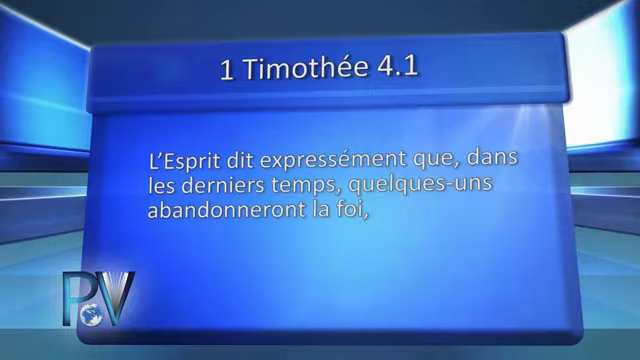 1 Timothée 4.1
L'Esprit dit expressément que, dans
les derniers temps, quelques-uns
abandonneront la foi,
PV